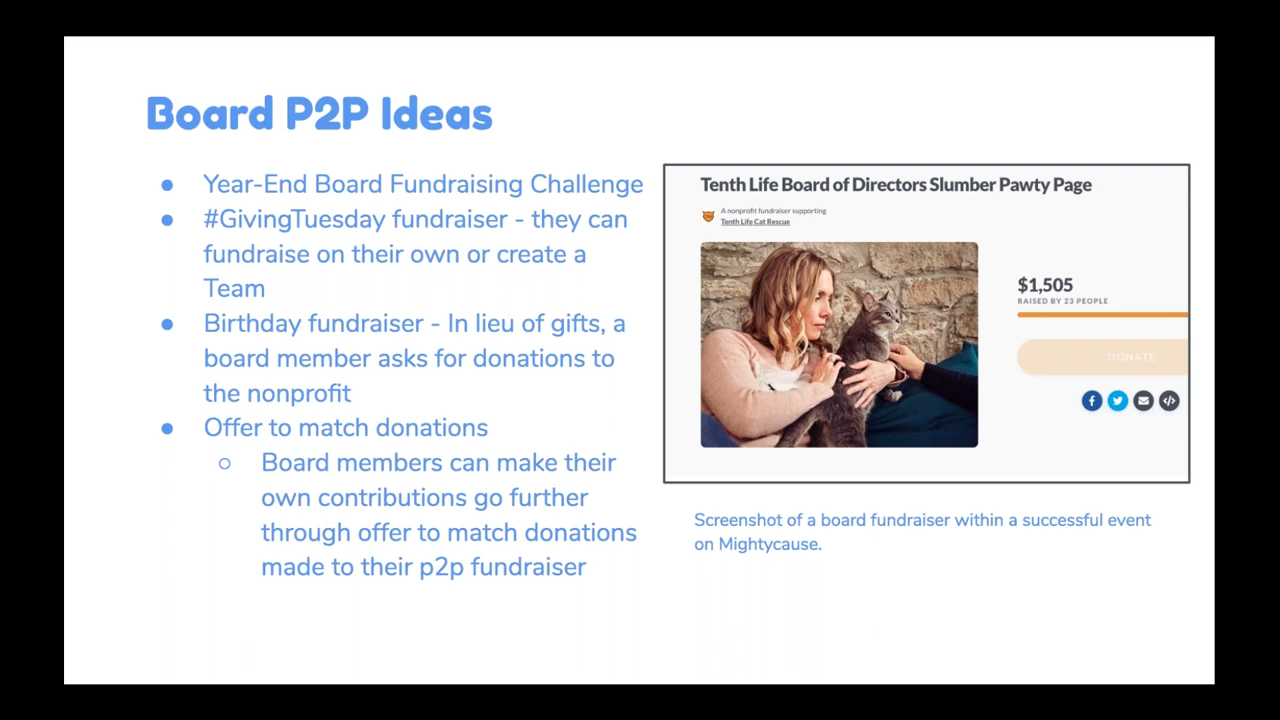 Board P2P Ideas
● Year-End Board Fundraising Challenge
● #GivingTuesday fundraiser - they can
fundraise on their own or create a
Team
● Birthday fundraiser - In lieu of gifts, a
board member asks for donations to
the nonprofit
● Offer to match donations
○ Board members can make their
own contributions go further
through offer to match donations
made to their p2p fundraiser
Tenth Life Board of Directors Slumber Pawty Page
A nonprofit fundraiser supporting
Tenth Life Cat Rescue
$1,505
RAISED BY 23 PEOPLE
DONATE
Screenshot of a board fundraiser within a successful event
on Mightycause.